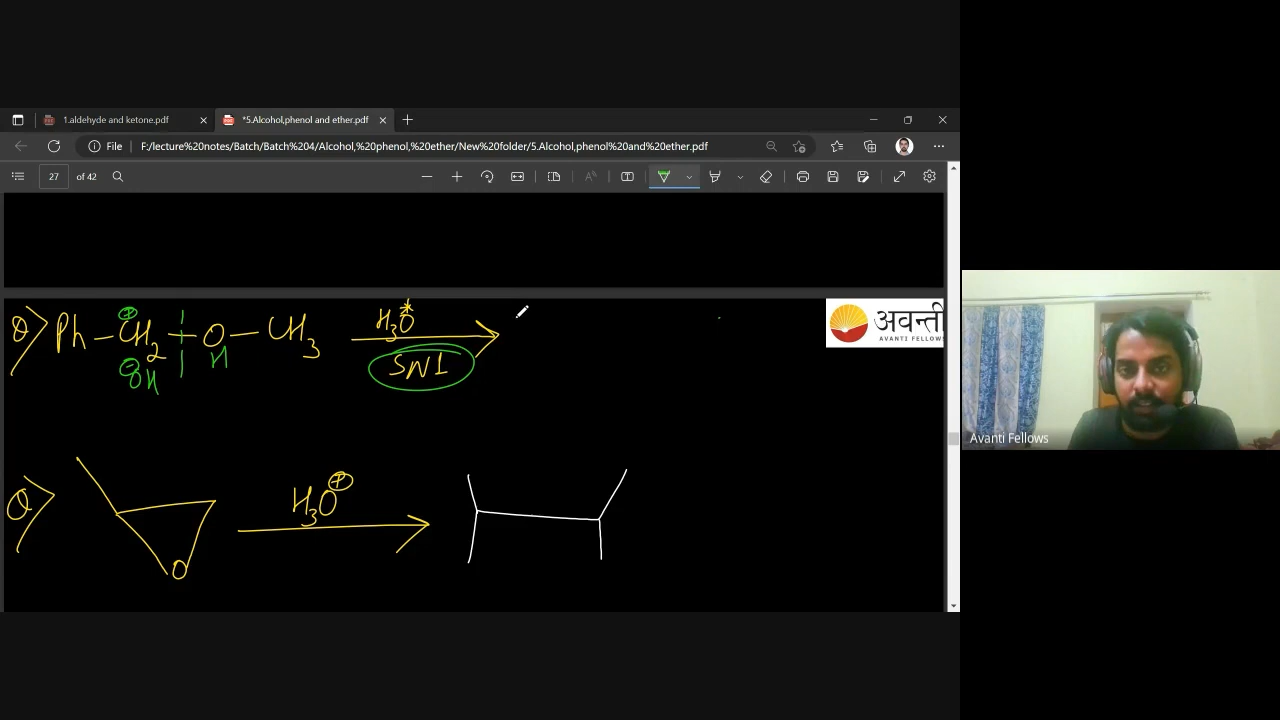 1.aldehyde and ketone.pdf
*5.Alcohol,phenol and ether.pdf
File
F:/lecture%20notes/Batch/Batch%204/Alcohol,%20phenol,%20ether/New%20folder/5.Alcohol,phenol%20and%20ether.pdf
27 of 42
Q> Ph-CH2-O-CH3 H3O*
⊕
⊖OH H
SN1
अवन्ती
AVANTI FELLOWS
Q> O H3O⊕
Avanti Fellows